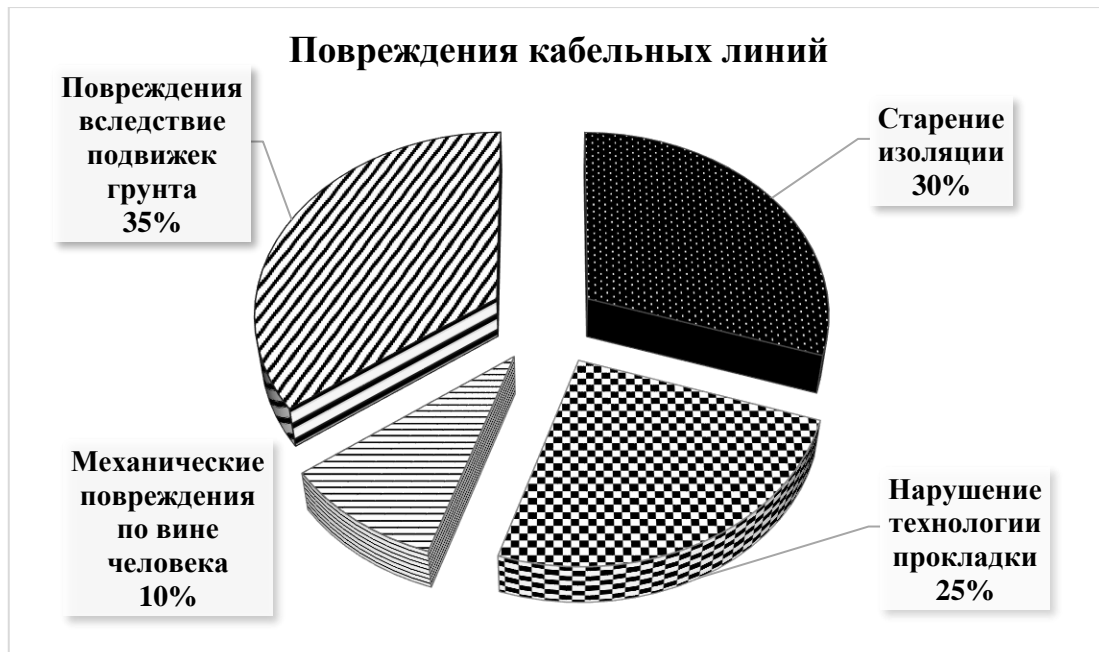 Повреждения кабельных линий
Повреждения
вследствие
подвижек
грунта
35%
Старение
изоляции
30%
Механические
повреждения
по вине
человека
10%
Нарушение
технологии
прокладки
25%